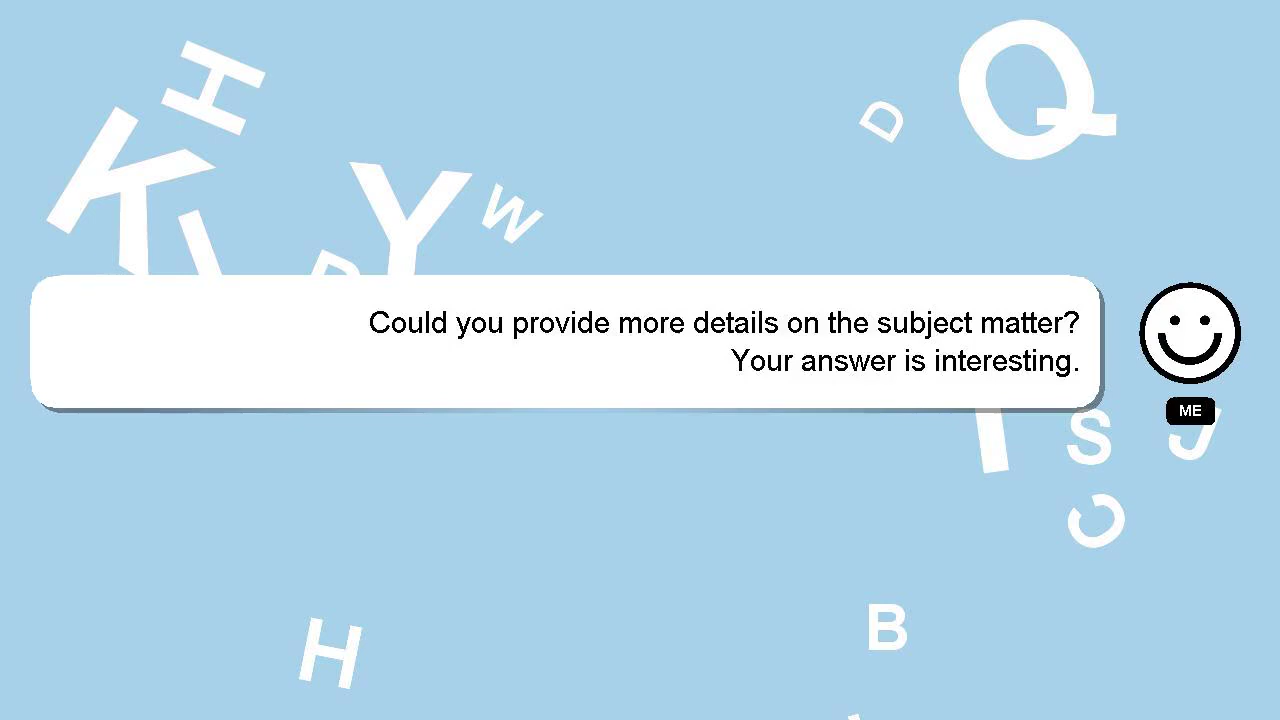 H
K
Y
W
D
Q
Could you provide more details on the subject matter?
Your answer is interesting.
ME
S
J
C
H
B